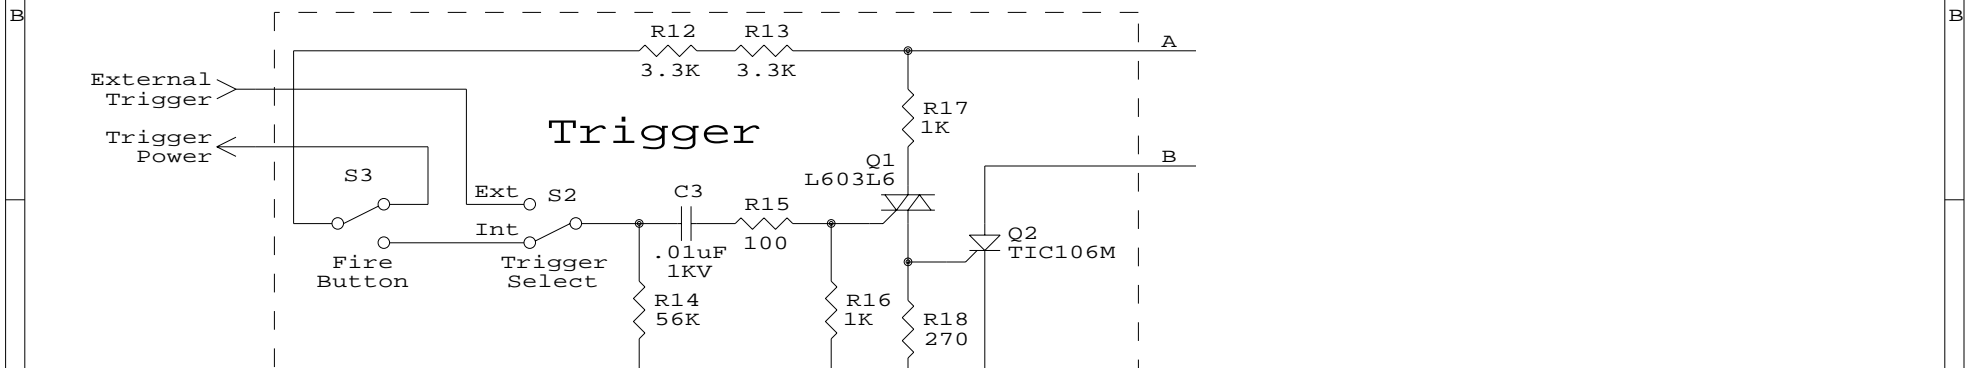 B
B
R12
R13
A
3.3K
3.3K
External
Trigger
R17
1K
Trigger
Trigger
Power
Q1
L603L6
B
S3
Ext
S2
C3
R15
Int
100
.01uF
1KV
Q2
TIC106M
Fire
Button
Trigger
Select
R14
56K
R16
1K
R18
270